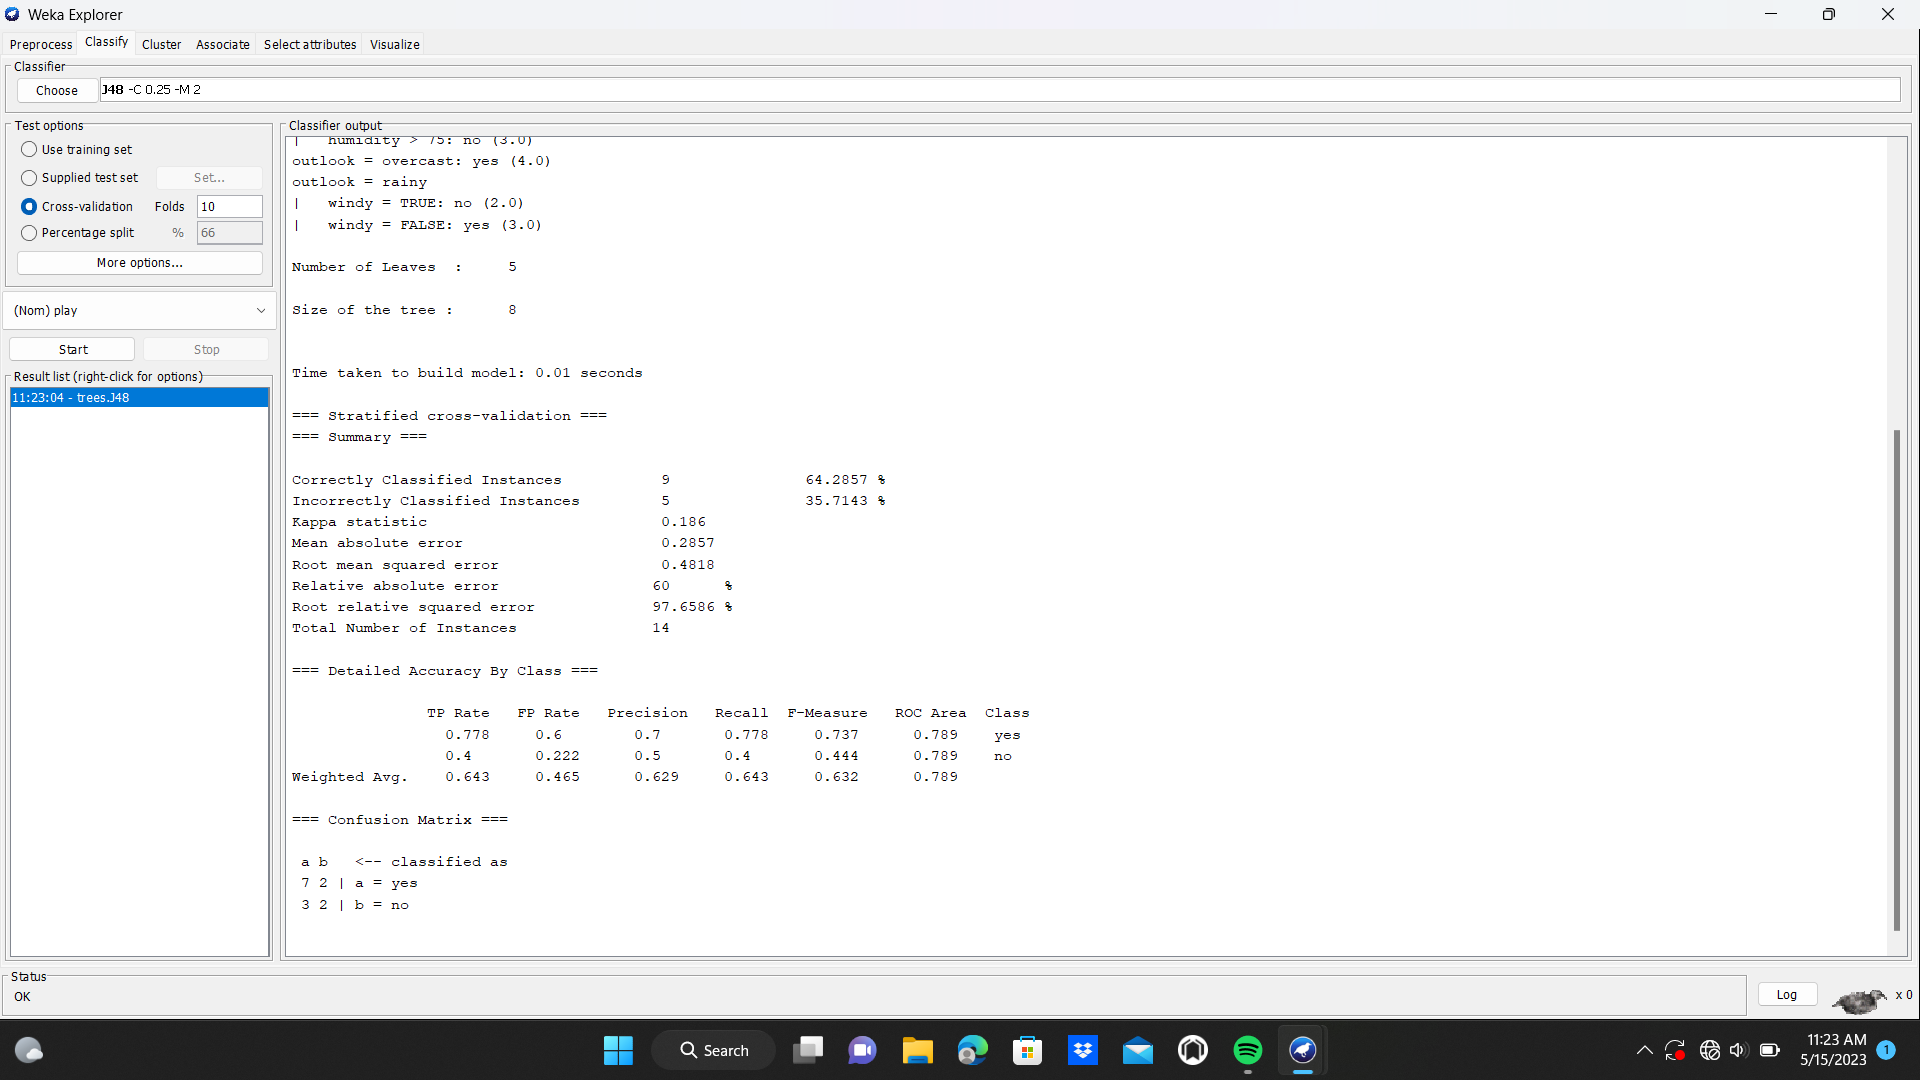 Weka Explorer
Preprocess Classify Cluster Associate Select attributes Visualize
Classifier
Choose J48 -C 0.25 -M 2
Test options
Use training set
Supplied test set Set...
Cross-validation Folds 10
Percentage split % 66
More options...
(Nom) play
Start Stop
Result list (right-click for options)
11:23:04 - trees.J48
Classifier output
| humidity > 75: no (3.0)
outlook = overcast: yes (4.0)
outlook = rainy
| windy = TRUE: no (2.0)
| windy = FALSE: yes (3.0)
Number of Leaves : 5
Size of the tree : 8
Time taken to build model: 0.01 seconds
=== Stratified cross-validation ===
=== Summary ===
Correctly Classified Instances 9 64.2857 %
Incorrectly Classified Instances 5 35.7143 %
Kappa statistic 0.186
Mean absolute error 0.2857
Root mean squared error 0.4818
Relative absolute error 60 %
Root relative squared error 97.6586 %
Total Number of Instances 14
=== Detailed Accuracy By Class ===
TP Rate FP Rate Precision Recall F-Measure ROC Area Class
0.778 0.6 0.7 0.778 0.737 0.789 yes
0.4 0.222 0.5 0.4 0.444 0.789 no
Weighted Avg. 0.643 0.465 0.629 0.643 0.632 0.789
=== Confusion Matrix ===
a b <-- classified as
7 2 | a = yes
3 2 | b = no
Status
OK
Log x 0
Search
11:23 AM
5/15/2023 1